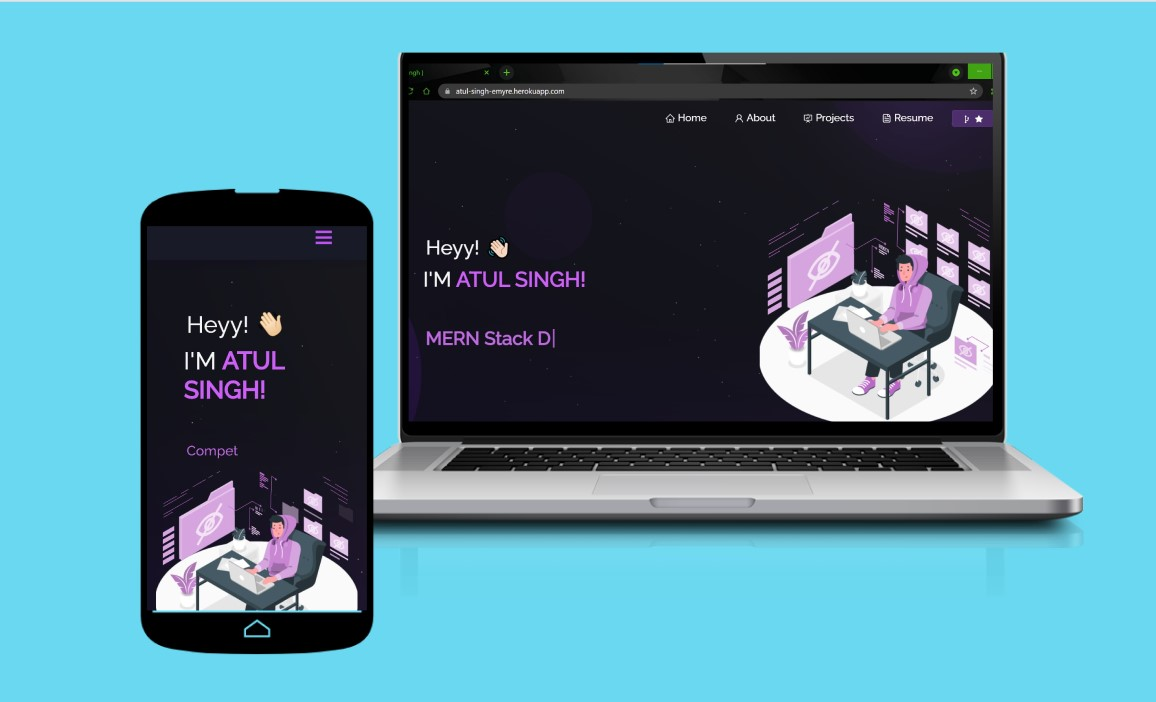 ngh |
atul-singh-emyre.herokuapp.com
Home About Projects Resume
Heyy! 👋🏻
I'M ATUL SINGH!
MERN Stack D|
Heyy! 👋🏻
I'M ATUL
SINGH!
Compet